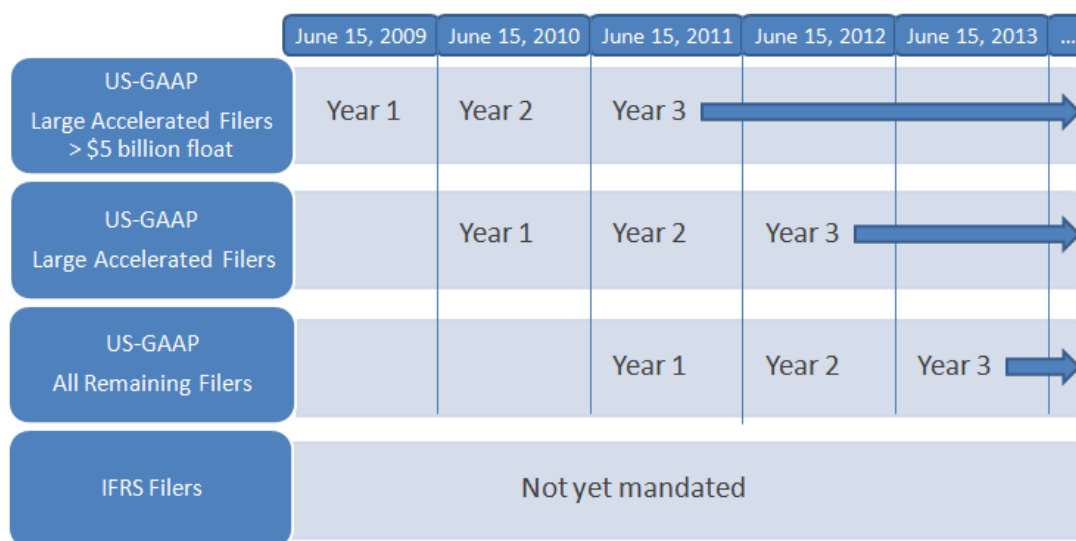 June 15, 2009 June 15, 2010 June 15, 2011 June 15, 2012 June 15, 2013 ...
US-GAAP
Large Accelerated Filers
> $5 billion float
Year 1 Year 2 Year 3
US-GAAP
Large Accelerated Filers
Year 1 Year 2 Year 3
US-GAAP
All Remaining Filers
Year 1 Year 2 Year 3
IFRS Filers
Not yet mandated